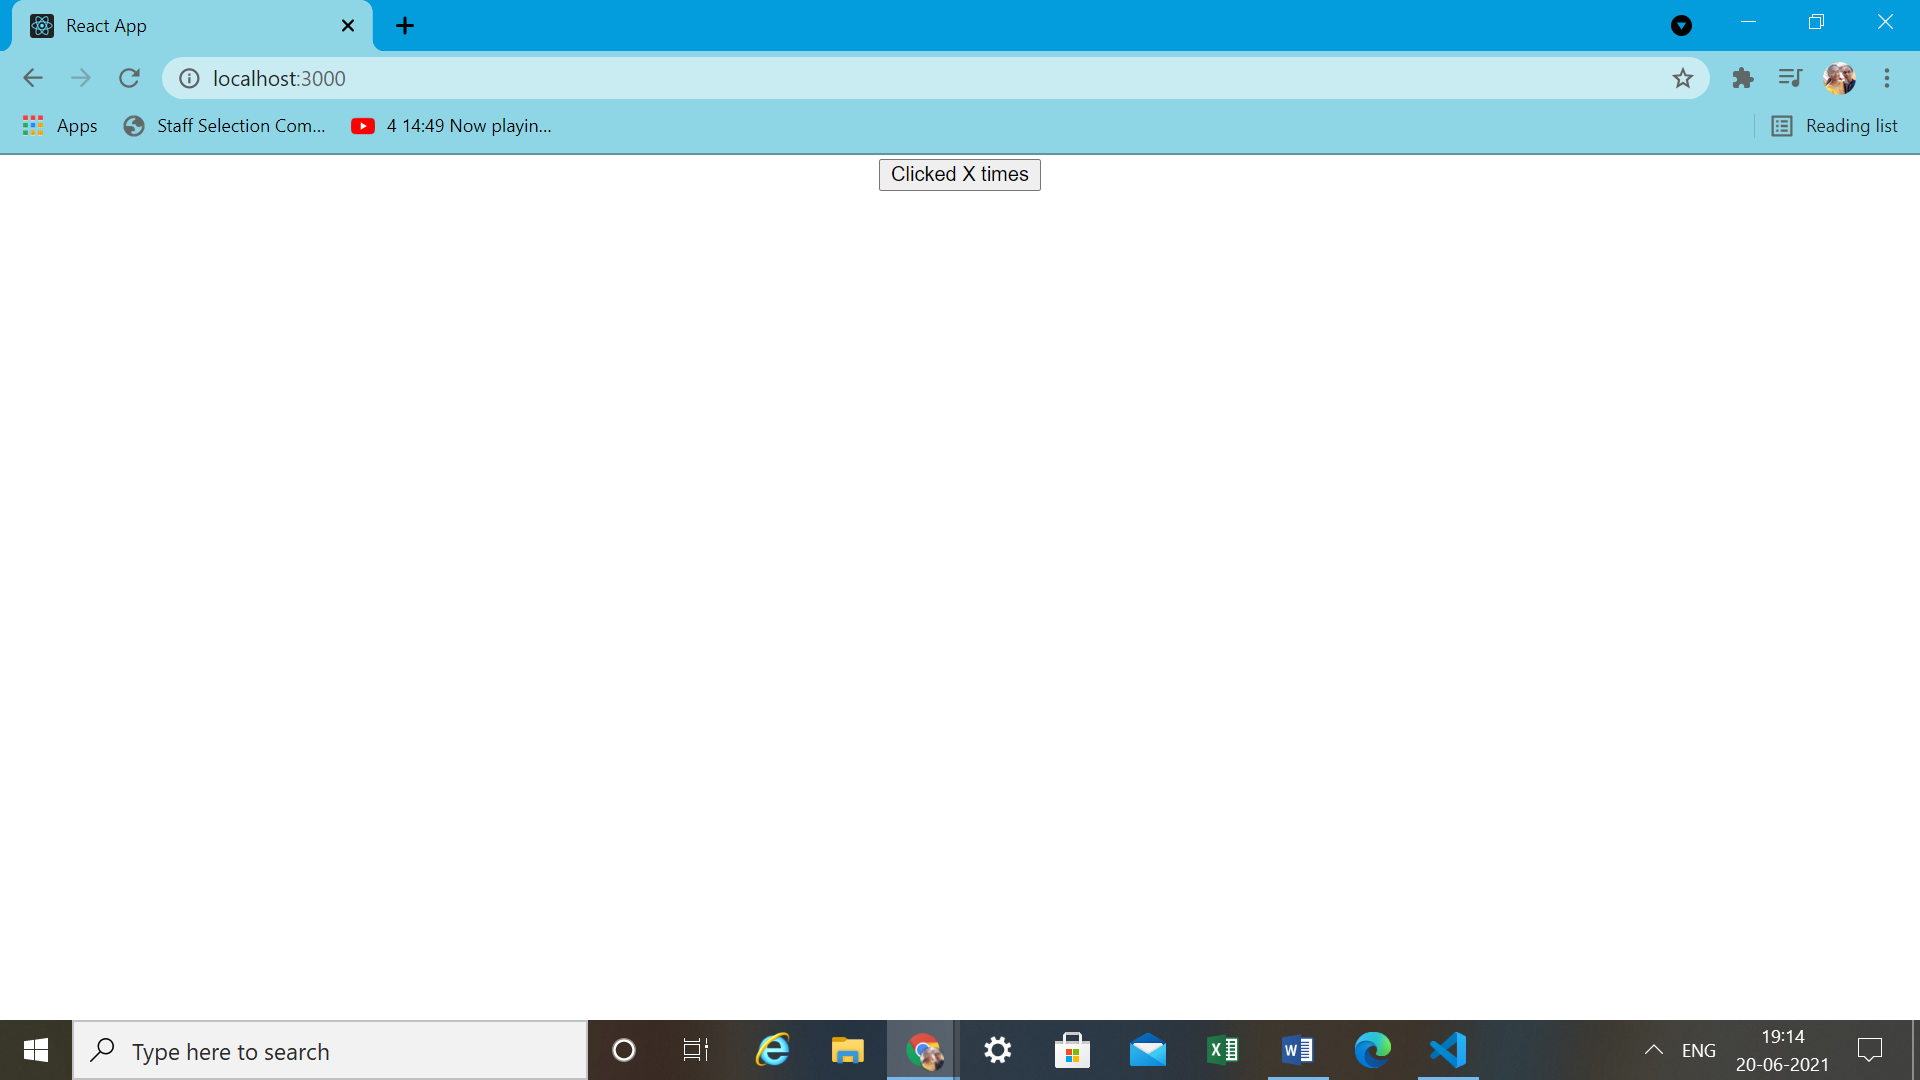 React App
localhost:3000
Apps Staff Selection Com... 4 14:49 Now playin... Reading list
Clicked X times
Type here to search
ENG
19:14
20-06-2021